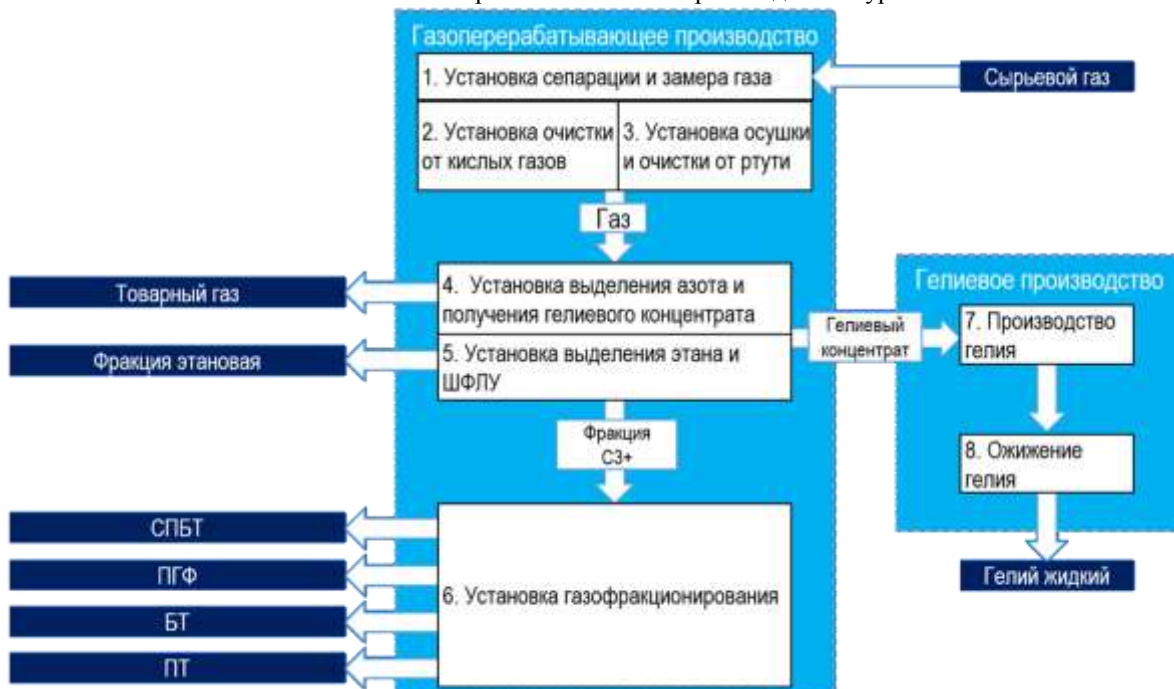 Газоперерабатывающее производство
1. Установка сепарации и замера газа
Сырьевой газ
2. Установка очистки
от кислых газов
3. Установка осушки
и очистки от ртути
Газ
Товарный газ
Фракция этановая
4. Установка выделения азота и
получения гелиевого концентрата
5. Установка выделения этана и
ШФЛУ
Гелиевый
концентрат
Гелиевое производство
7. Производство
гелия
8. Ожижение
гелия
Гелий жидкий
Фракция
С3+
СПБТ
ПГФ
БТ
ПТ
6. Установка газофракционирования